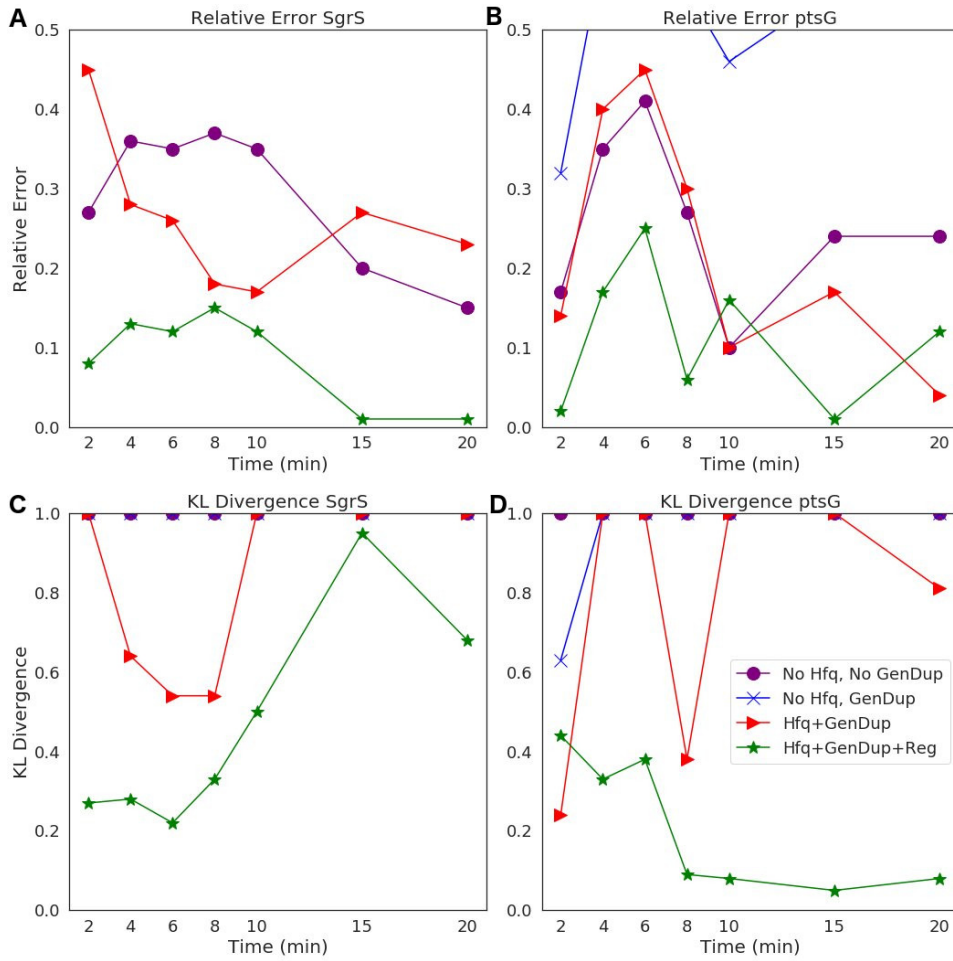 A
Relative Error SgrS
0.5
0.4
0.3
0.2
0.1
0.0
Relative Error
2 4 6 8 10 15 20
Time (min)
B
Relative Error ptsG
0.5
0.4
0.3
0.2
0.1
0.0
2 4 6 8 10 15 20
Time (min)
C
KL Divergence SgrS
1.0
0.8
0.6
0.4
0.2
0.0
KL Divergence
2 4 6 8 10 15 20
Time (min)
D
KL Divergence ptsG
1.0
0.8
0.6
0.4
0.2
0.0
No Hfq, No GenDup
No Hfq, GenDup
Hfq+GenDup
Hfq+GenDup+Reg
2 4 6 8 10 15 20
Time (min)